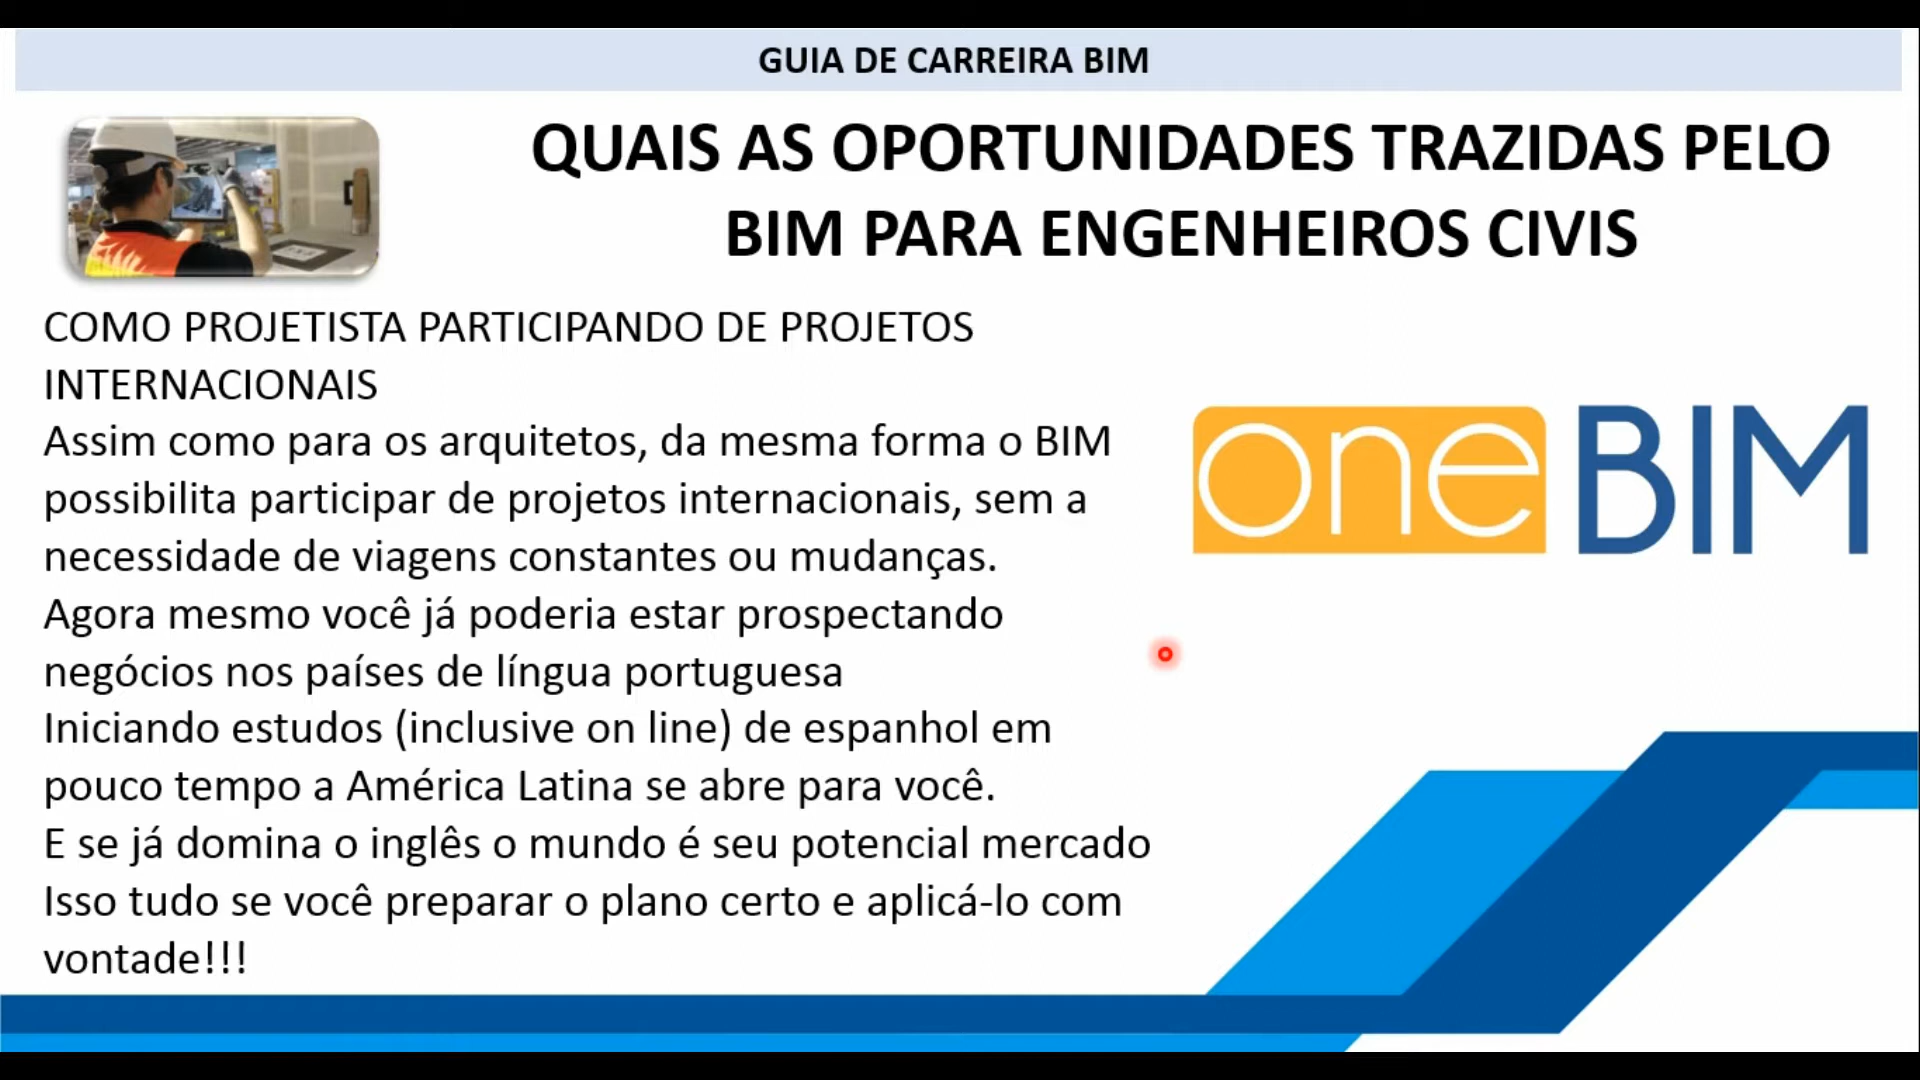 GUIA DE CARREIRA BIM
QUAIS AS OPORTUNIDADES TRAZIDAS PELO
BIM PARA ENGENHEIROS CIVIS
COMO PROJETISTA PARTICIPANDO DE PROJETOS
INTERNACIONAIS
Assim como para os arquitetos, da mesma forma o BIM
possibilita participar de projetos internacionais, sem a
necessidade de viagens constantes ou mudanças.
Agora mesmo você já poderia estar prospectando
negócios nos países de língua portuguesa
Iniciando estudos (inclusive on line) de espanhol em
pouco tempo a América Latina se abre para você.
E se já domina o inglês o mundo é seu potencial mercado
Isso tudo se você preparar o plano certo e aplicá-lo com
vontade!!!
one BIM